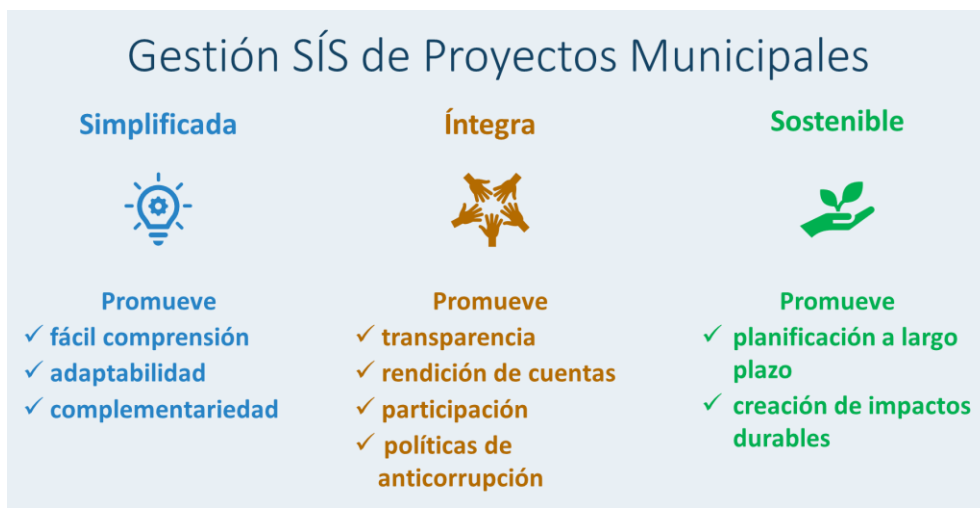 Gestión SÍS de Proyectos Municipales
Simplificada
Promueve
✓ fácil comprensión
✓ adaptabilidad
✓ complementariedad
Íntegra
Promueve
✓ transparencia
✓ rendición de cuentas
✓ participación
✓ políticas de
anticorrupción
Sostenible
Promueve
✓ planificación a largo
plazo
✓ creación de impactos
durables